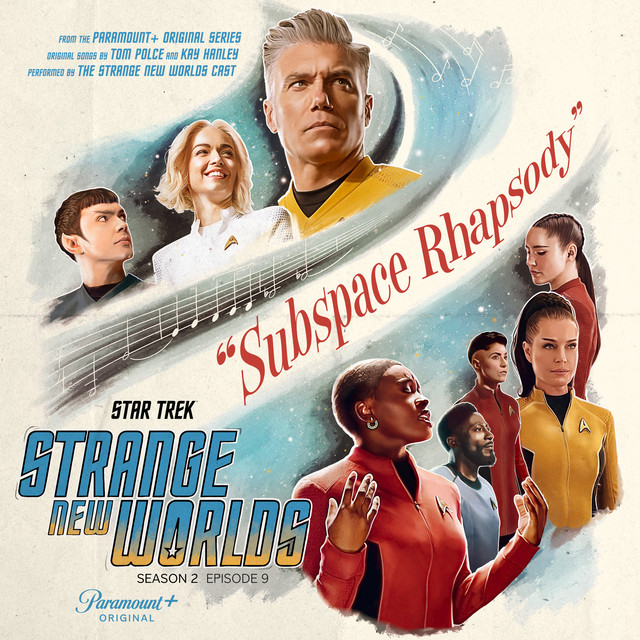 FROM THE PARAMOUNT+ ORIGINAL SERIES
ORIGINAL SONGS BY TOM POLCE AND KAY HANLEY
PERFORMED BY THE STRANGE NEW WORLDS CAST
“Subspace Rhapsody”
STAR TREK
STRANGE
NEW WORLDS
SEASON 2 EPISODE 9
Paramount+
ORIGINAL